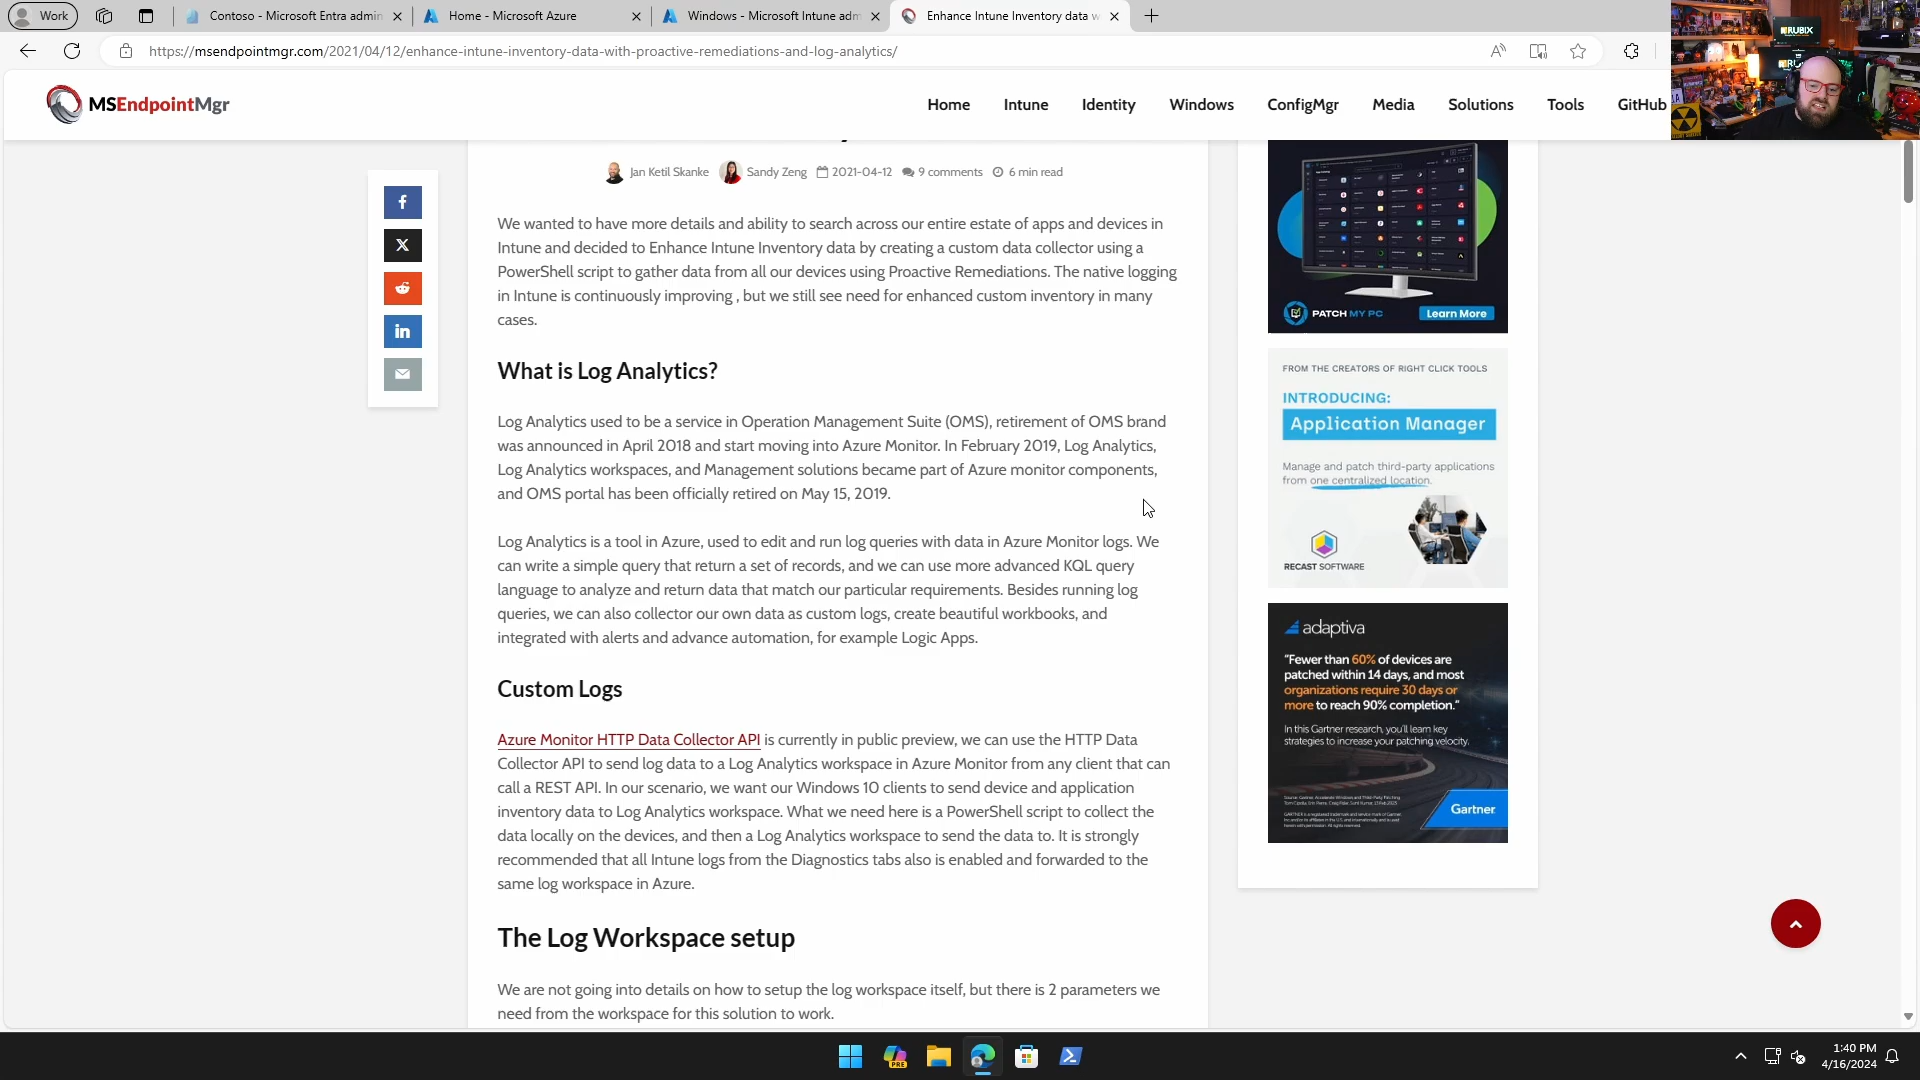 Work
Contoso - Microsoft Entra admin
Home - Microsoft Azure
Windows - Microsoft Intune adm
Enhance Intune Inventory data w
https://msendpointmgr.com/2021/04/12/enhance-intune-inventory-data-with-proactive-remediations-and-log-analytics/
RUBIX
MSEndpointMgr
Home
Intune
Identity
Windows
ConfigMgr
Media
Solutions
Tools
GitHub
Jan Ketil Skanke
Sandy Zeng
2021-04-12
9 comments
6 min read
We wanted to have more details and ability to search across our entire estate of apps and devices in
Intune and decided to Enhance Intune Inventory data by creating a custom data collector using a
PowerShell script to gather data from all our devices using Proactive Remediations. The native logging
in Intune is continuously improving , but we still see need for enhanced custom inventory in many
cases.
What is Log Analytics?
Log Analytics used to be a service in Operation Management Suite (OMS), retirement of OMS brand
was announced in April 2018 and start moving into Azure Monitor. In February 2019, Log Analytics,
Log Analytics workspaces, and Management solutions became part of Azure monitor components,
and OMS portal has been officially retired on May 15, 2019.
Log Analytics is a tool in Azure, used to edit and run log queries with data in Azure Monitor logs. We
can write a simple query that return a set of records, and we can use more advanced KQL query
language to analyze and return data that match our particular requirements. Besides running log
queries, we can also collector our own data as custom logs, create beautiful workbooks, and
integrated with alerts and advance automation, for example Logic Apps.
Custom Logs
Azure Monitor HTTP Data Collector API is currently in public preview, we can use the HTTP Data
Collector API to send log data to a Log Analytics workspace in Azure Monitor from any client that can
call a REST API. In our scenario, we want our Windows 10 clients to send device and application
inventory data to Log Analytics workspace. What we need here is a PowerShell script to collect the
data locally on the devices, and then a Log Analytics workspace to send the data to. It is strongly
recommended that all Intune logs from the Diagnostics tabs also is enabled and forwarded to the
same log workspace in Azure.
The Log Workspace setup
We are not going into details on how to setup the log workspace itself, but there is 2 parameters we
need from the workspace for this solution to work.
PATCH MY PC
Learn More
FROM THE CREATORS OF RIGHT CLICK TOOLS
INTRODUCING:
Application Manager
Manage and patch third-party applications
from one centralized location.
RECAST SOFTWARE
adaptiva
“Fewer than 60% of devices are
patched within 14 days, and most
organizations require 30 days or
more to reach 90% completion.”
In this Gartner research, you'll learn key
strategies to increase your patching velocity.
Gartner
PRE
1:40 PM
4/16/2024